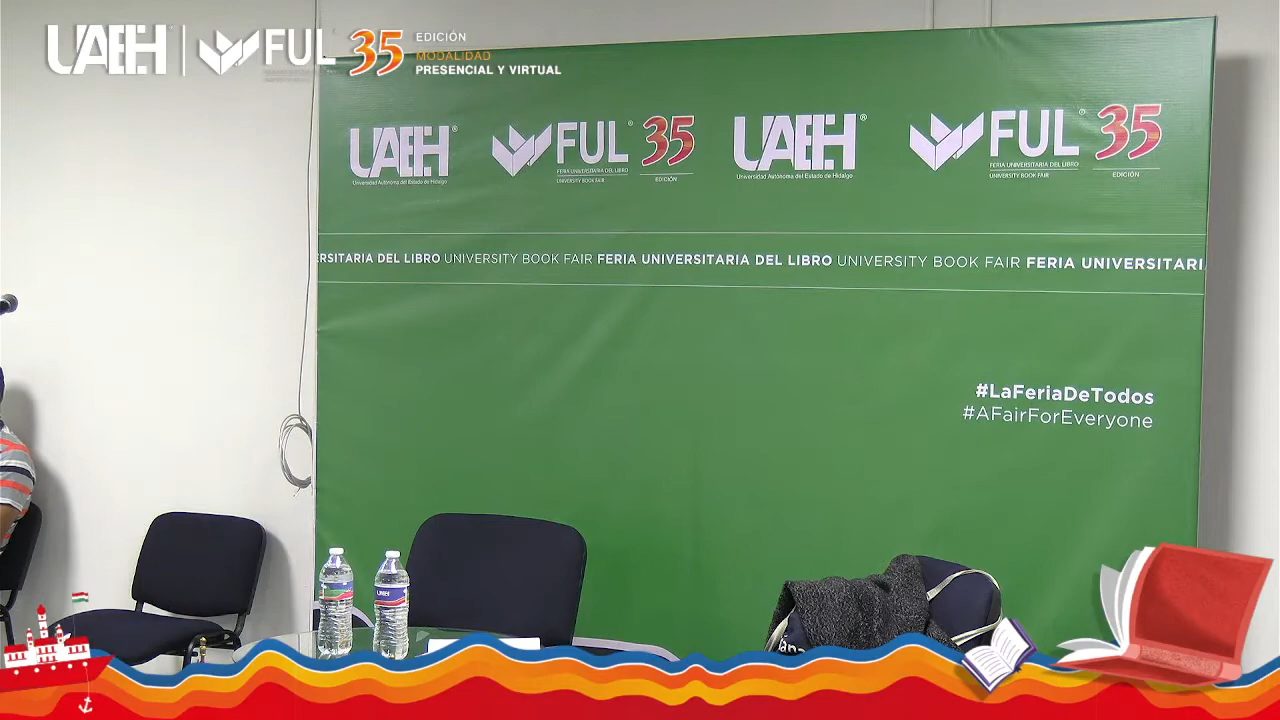 UAEH
FUL
35
EDICIÓN
MODALIDAD
PRESENCIAL Y VIRTUAL
UAEH
Universidad Autónoma del Estado de Hidalgo
FUL
FERIA UNIVERSITARIA DEL LIBRO
UNIVERSITY BOOK FAIR
35
EDICIÓN
UAEH
Universidad Autónoma del Estado de Hidalgo
FUL
FERIA UNIVERSITARIA DEL LIBRO
UNIVERSITY BOOK FAIR
35
EDICIÓN
ERSITARIA DEL LIBRO UNIVERSITY BOOK FAIR FERIA UNIVERSITARIA DEL LIBRO UNIVERSITY BOOK FAIR FERIA UNIVERSITARI
#LaFeriaDeTodos
#AFairForEveryone
UAEH